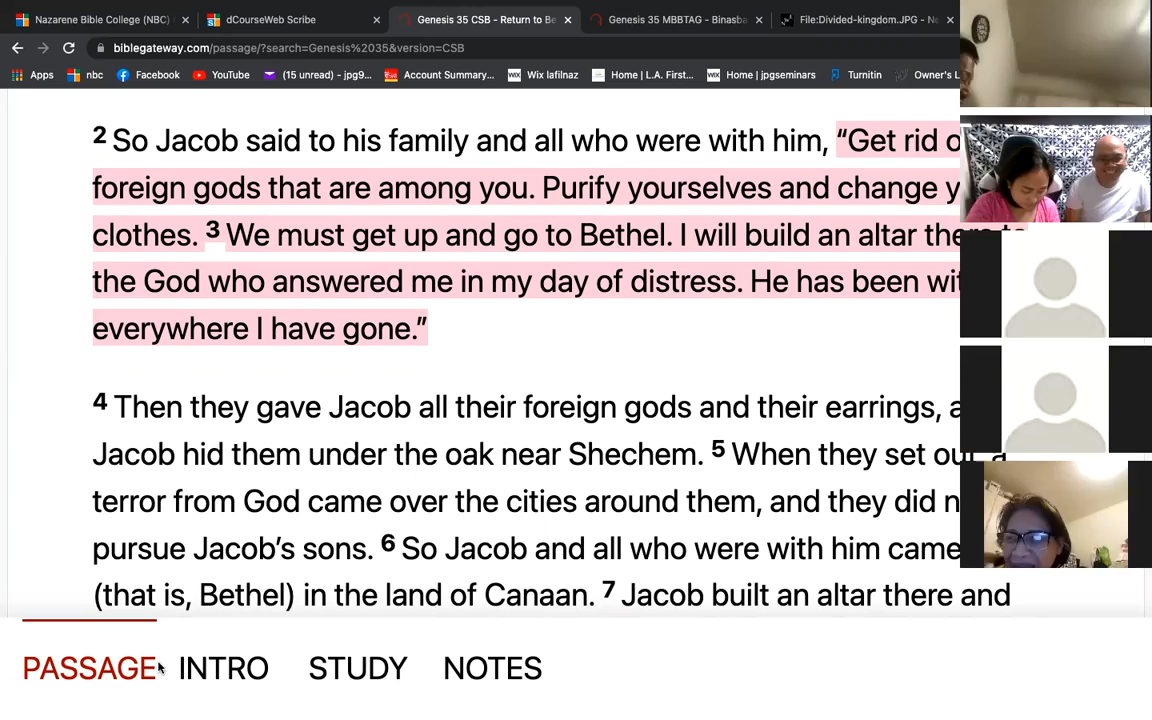 Nazarene Bible College (NBC)
dCourseWeb Scribe
Genesis 35 CSB - Return to Be
Genesis 35 MBBTAG - Binasba
File:Divided-kingdom.JPG - N
biblegateway.com/passage/?search=Genesis%2035&version=CSB
Apps nbc Facebook YouTube (15 unread) - jpg9... Account Summary... Wix lafilnaz Home | L.A. First... Home | jpgseminars Turnitin Owner's L
2 So Jacob said to his family and all who were with him, “Get rid
foreign gods that are among you. Purify yourselves and change
clothes. 3 We must get up and go to Bethel. I will build an altar
the God who answered me in my day of distress. He has been
everywhere I have gone.”
4 Then they gave Jacob all their foreign gods and their earrings,
Jacob hid them under the oak near Shechem. 5 When they set out, a
terror from God came over the cities around them, and they did
pursue Jacob’s sons. 6 So Jacob and all who were with him came
(that is, Bethel) in the land of Canaan. 7 Jacob built an altar there and
PASSAGE INTRO STUDY NOTES